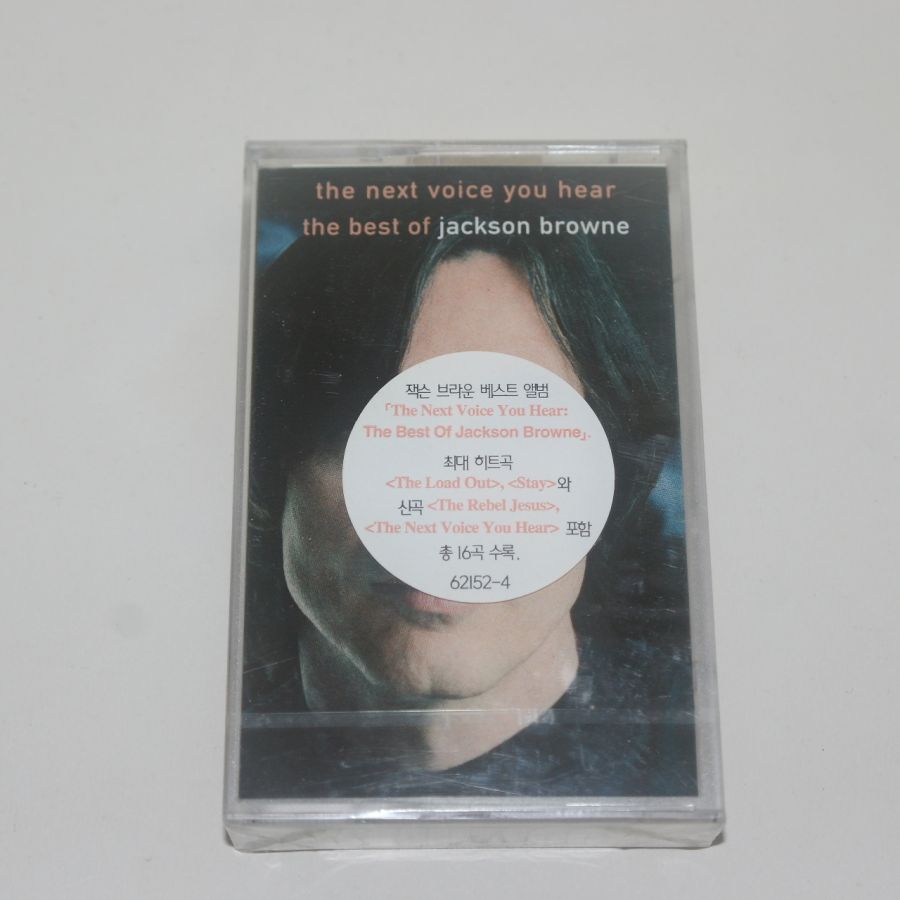 the next voice you hear
the best of jackson browne
잭슨 브라운 베스트 앨범
「The Next Voice You Hear:
The Best Of Jackson Browne」.
최대 히트곡
<The Load Out>, <Stay>와
신곡 <The Rebel Jesus>,
<The Next Voice You Hear> 포함
총 16곡 수록.
62152-4